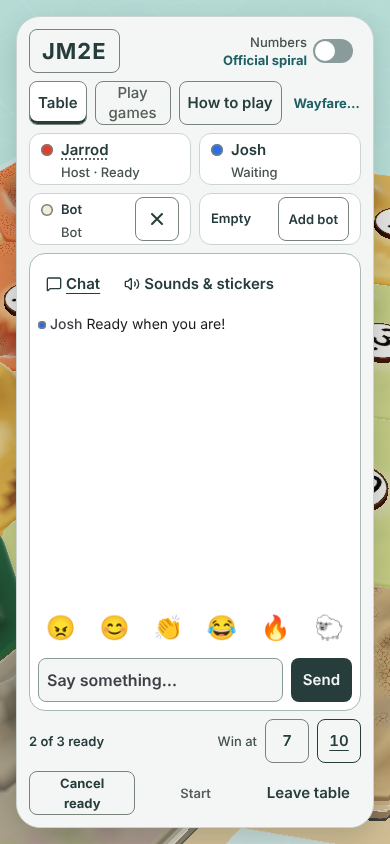 JM2E
Numbers
Official spiral
Table
Play
games
How to play
Wayfare...
Jarrod
Host · Ready
Josh
Waiting
Bot
Bot
Empty
Add bot
Chat
Sounds & stickers
Josh Ready when you are!
Say something...
Send
2 of 3 ready
Win at
7
10
Cancel
ready
Start
Leave table